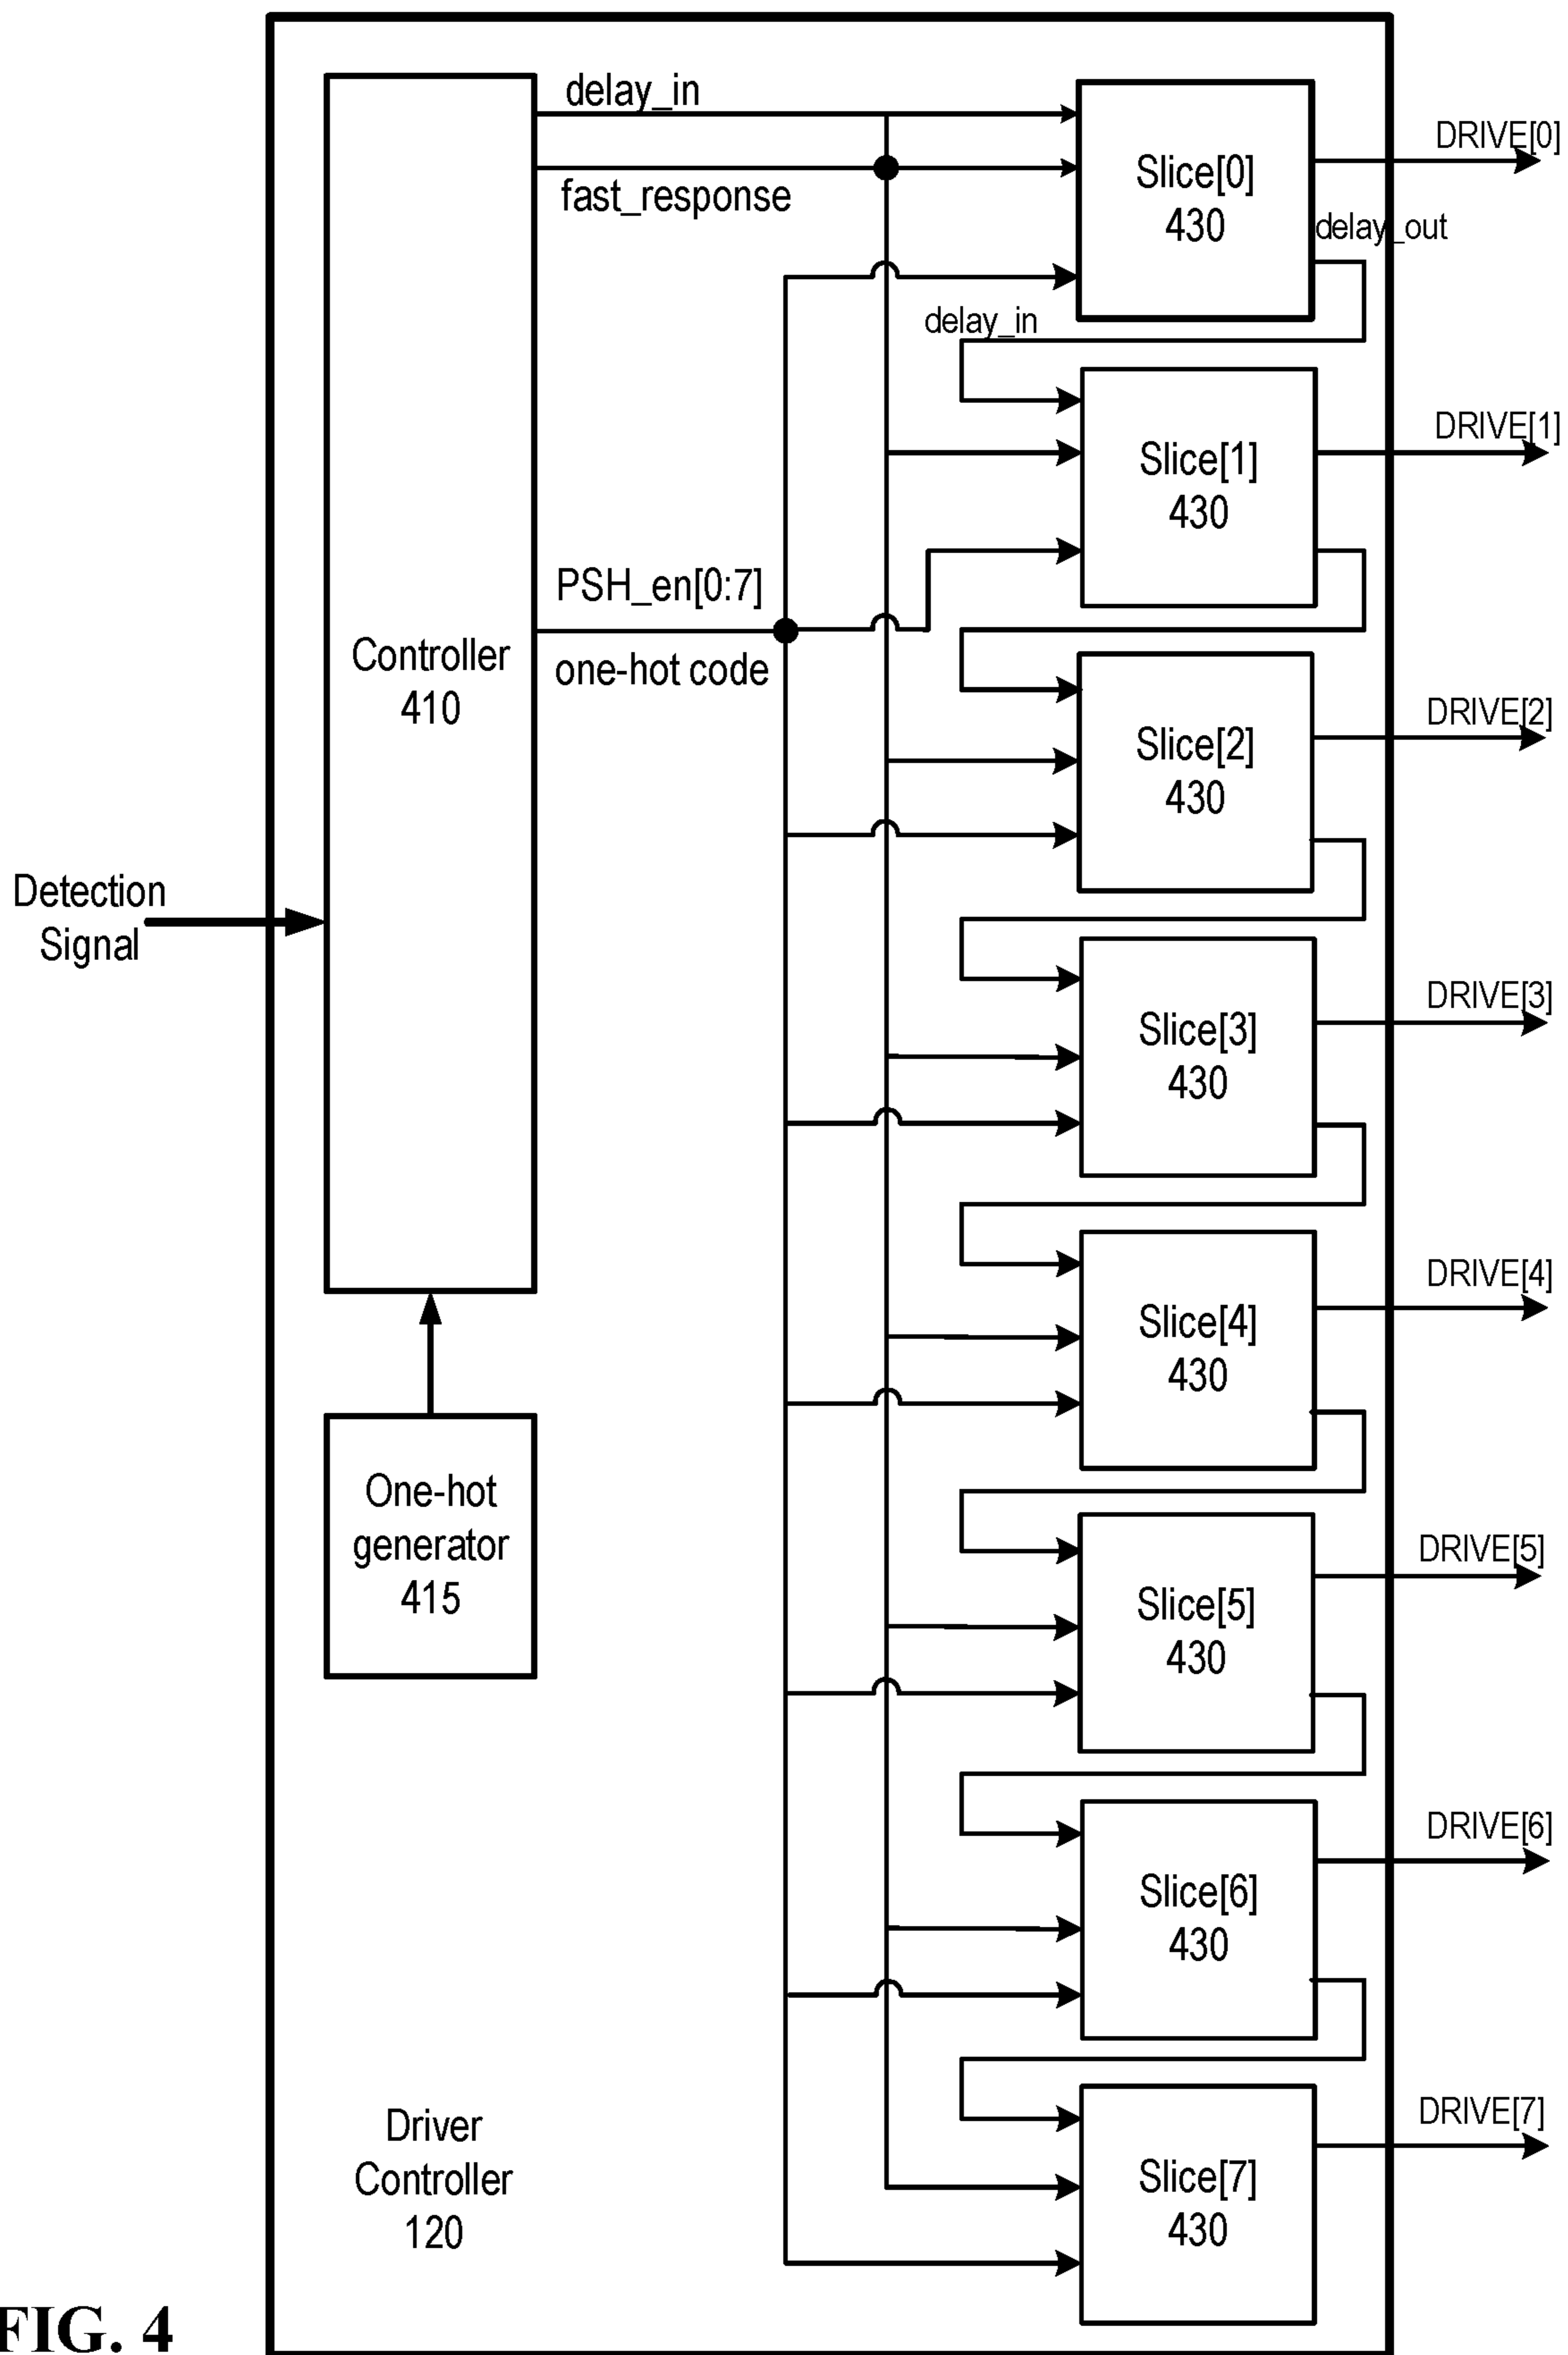 delay_in
DRIVE[0]
fast_response
Slice[0]
430
delay_out
delay_in
DRIVE[1]
Slice[1]
430
PSH_en[0:7]
one-hot code
Controller
410
DRIVE[2]
Slice[2]
430
Detection
Signal
DRIVE[3]
Slice[3]
430
DRIVE[4]
Slice[4]
430
One-hot
generator
415
DRIVE[5]
Slice[5]
430
DRIVE[6]
Slice[6]
430
DRIVE[7]
Slice[7]
430
Driver
Controller
120
FIG. 4